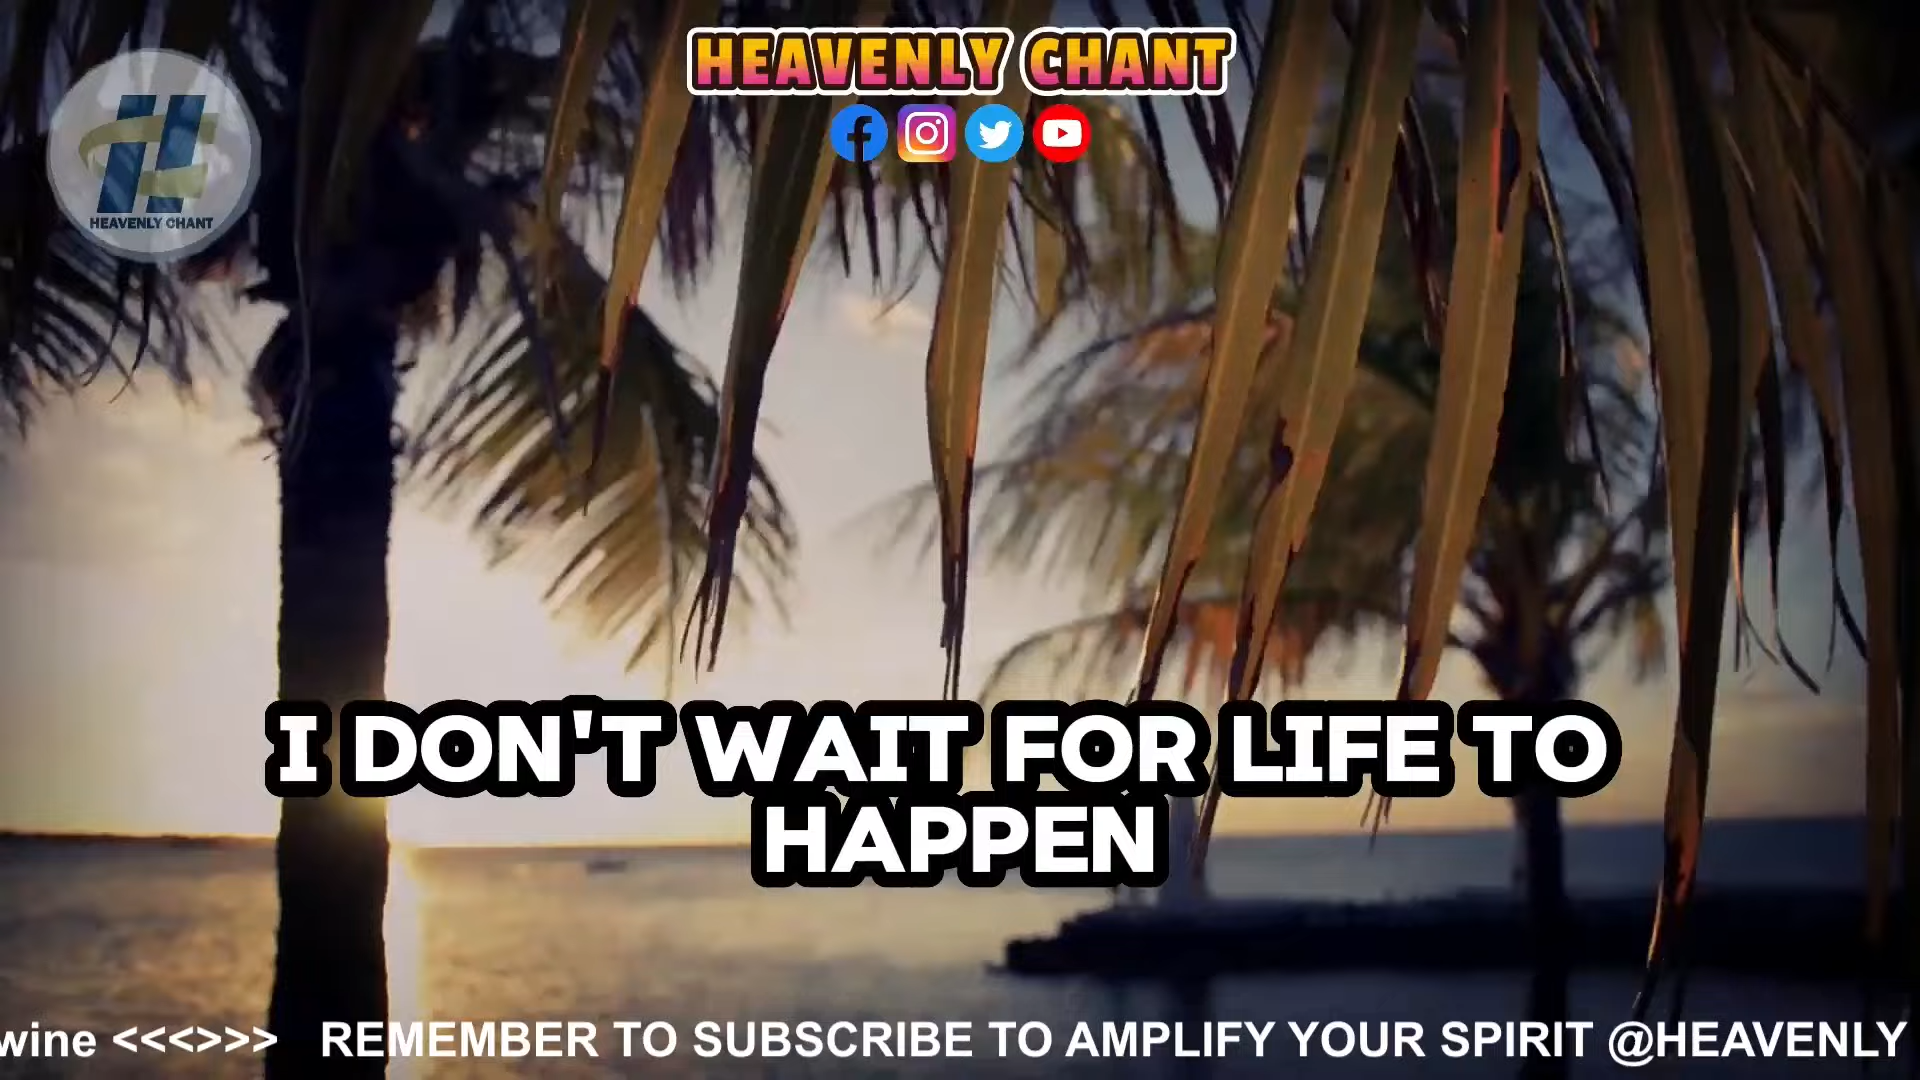 HEAVENLY CHANT
HEAVENLY CHANT
I DON'T WAIT FOR LIFE TO
HAPPEN
wine <<<>>> REMEMBER TO SUBSCRIBE TO AMPLIFY YOUR SPIRIT @HEAVENLY